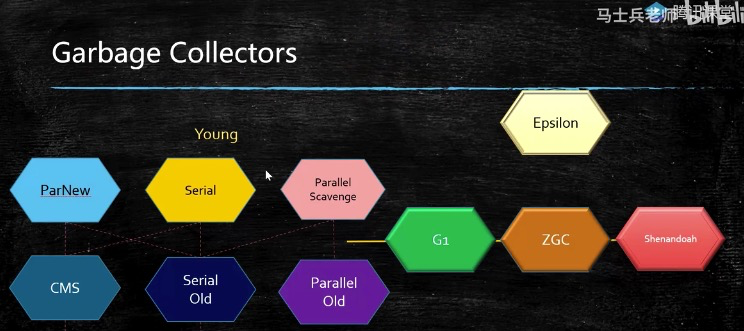 马士兵老师
腾讯课堂
bilibili
Garbage Collectors
Epsilon
Young
ParNew
Serial
Parallel
Scavenge
G1
ZGC
Shenandoah
CMS
Serial
Old
Parallel
Old